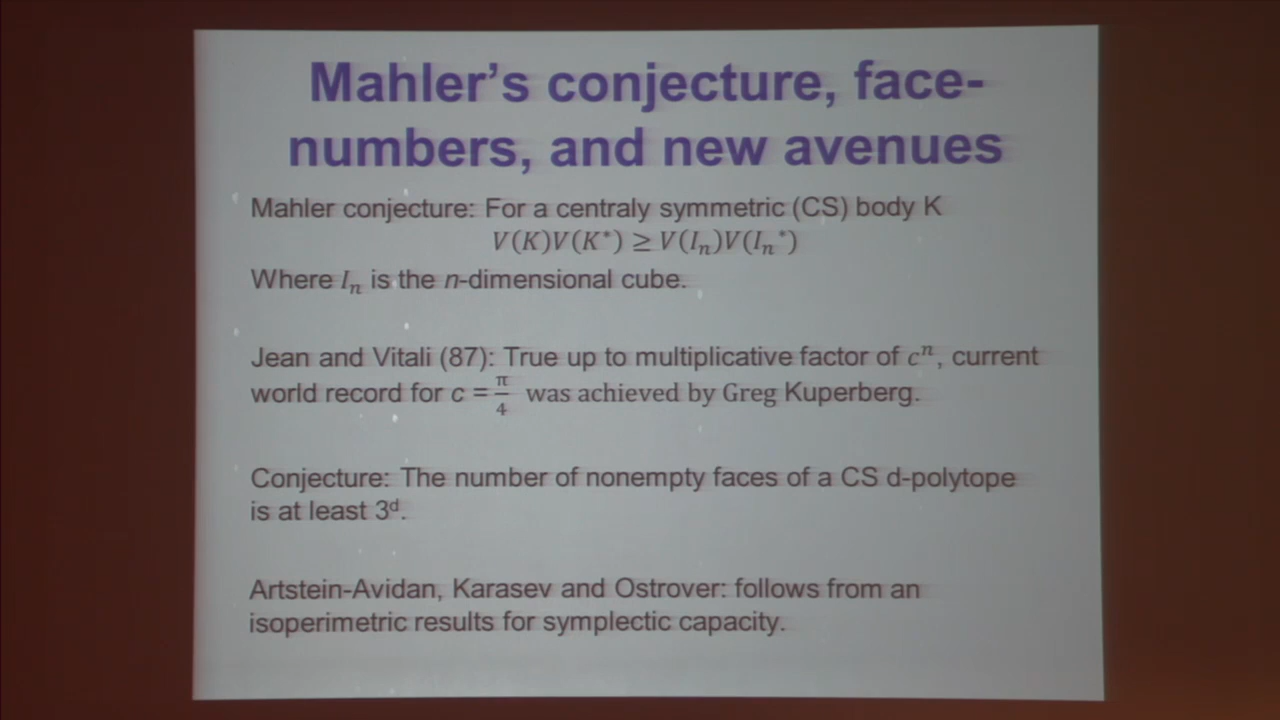 Mahler's conjecture, face-
numbers, and new avenues
Mahler conjecture: For a centraly symmetric (CS) body K
V(K)V(K*) ≥ V(Iₙ)V(Iₙ*)
Where Iₙ is the n-dimensional cube.
Jean and Vitali (87): True up to multiplicative factor of cⁿ, current
world record for c = π/4 was achieved by Greg Kuperberg.
Conjecture: The number of nonempty faces of a CS d-polytope
is at least 3ᵈ.
Artstein-Avidan, Karasev and Ostrover: follows from an
isoperimetric results for symplectic capacity.